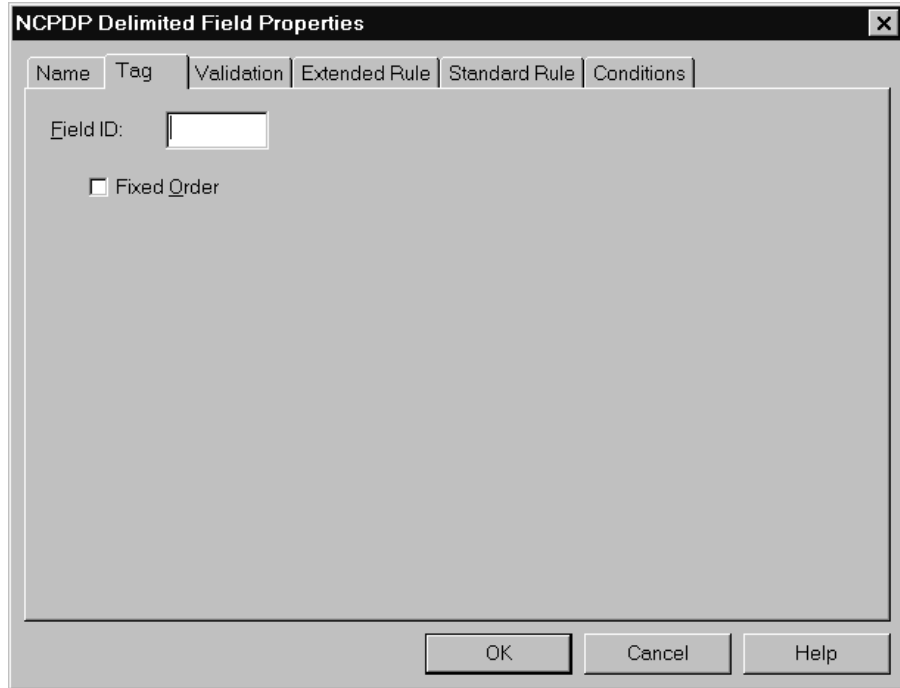 NCPDP Delimited Field Properties
Name Tag Validation Extended Rule Standard Rule Conditions
Field ID:
Fixed Order
OK Cancel Help